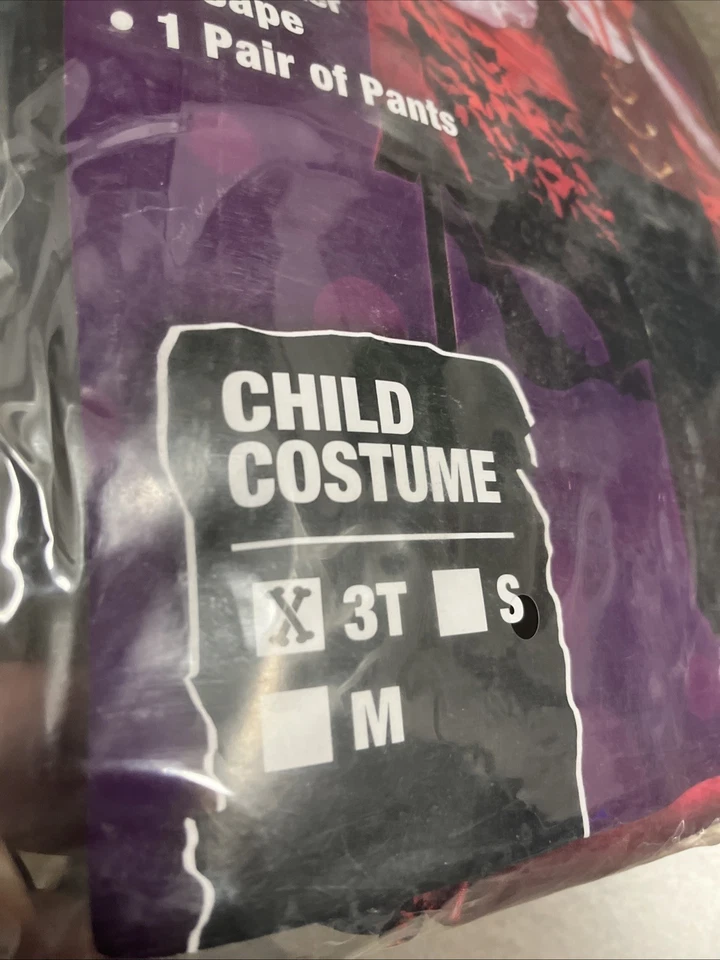 Cape
• 1 Pair of Pants
CHILD
COSTUME
X 3T S
M